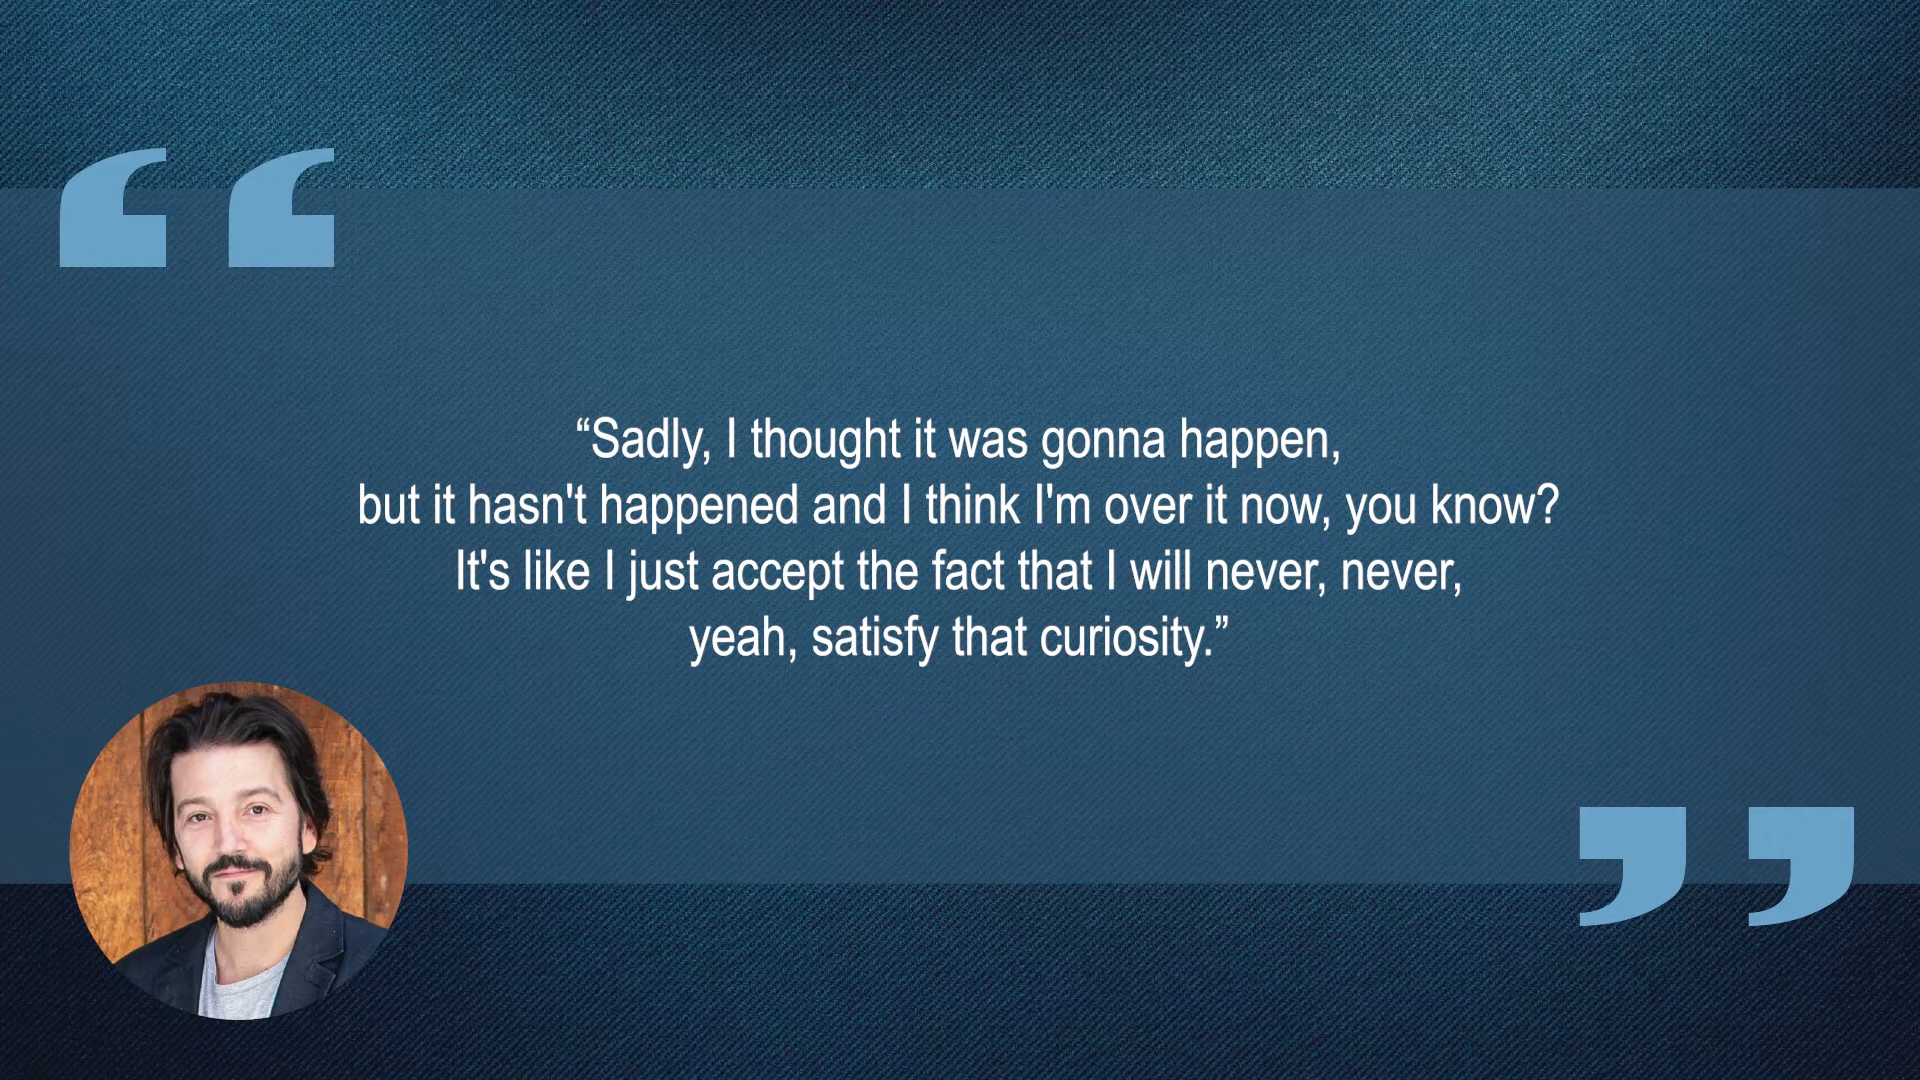 “Sadly, I thought it was gonna happen,
but it hasn't happened and I think I'm over it now, you know?
It's like I just accept the fact that I will never, never,
yeah, satisfy that curiosity.”